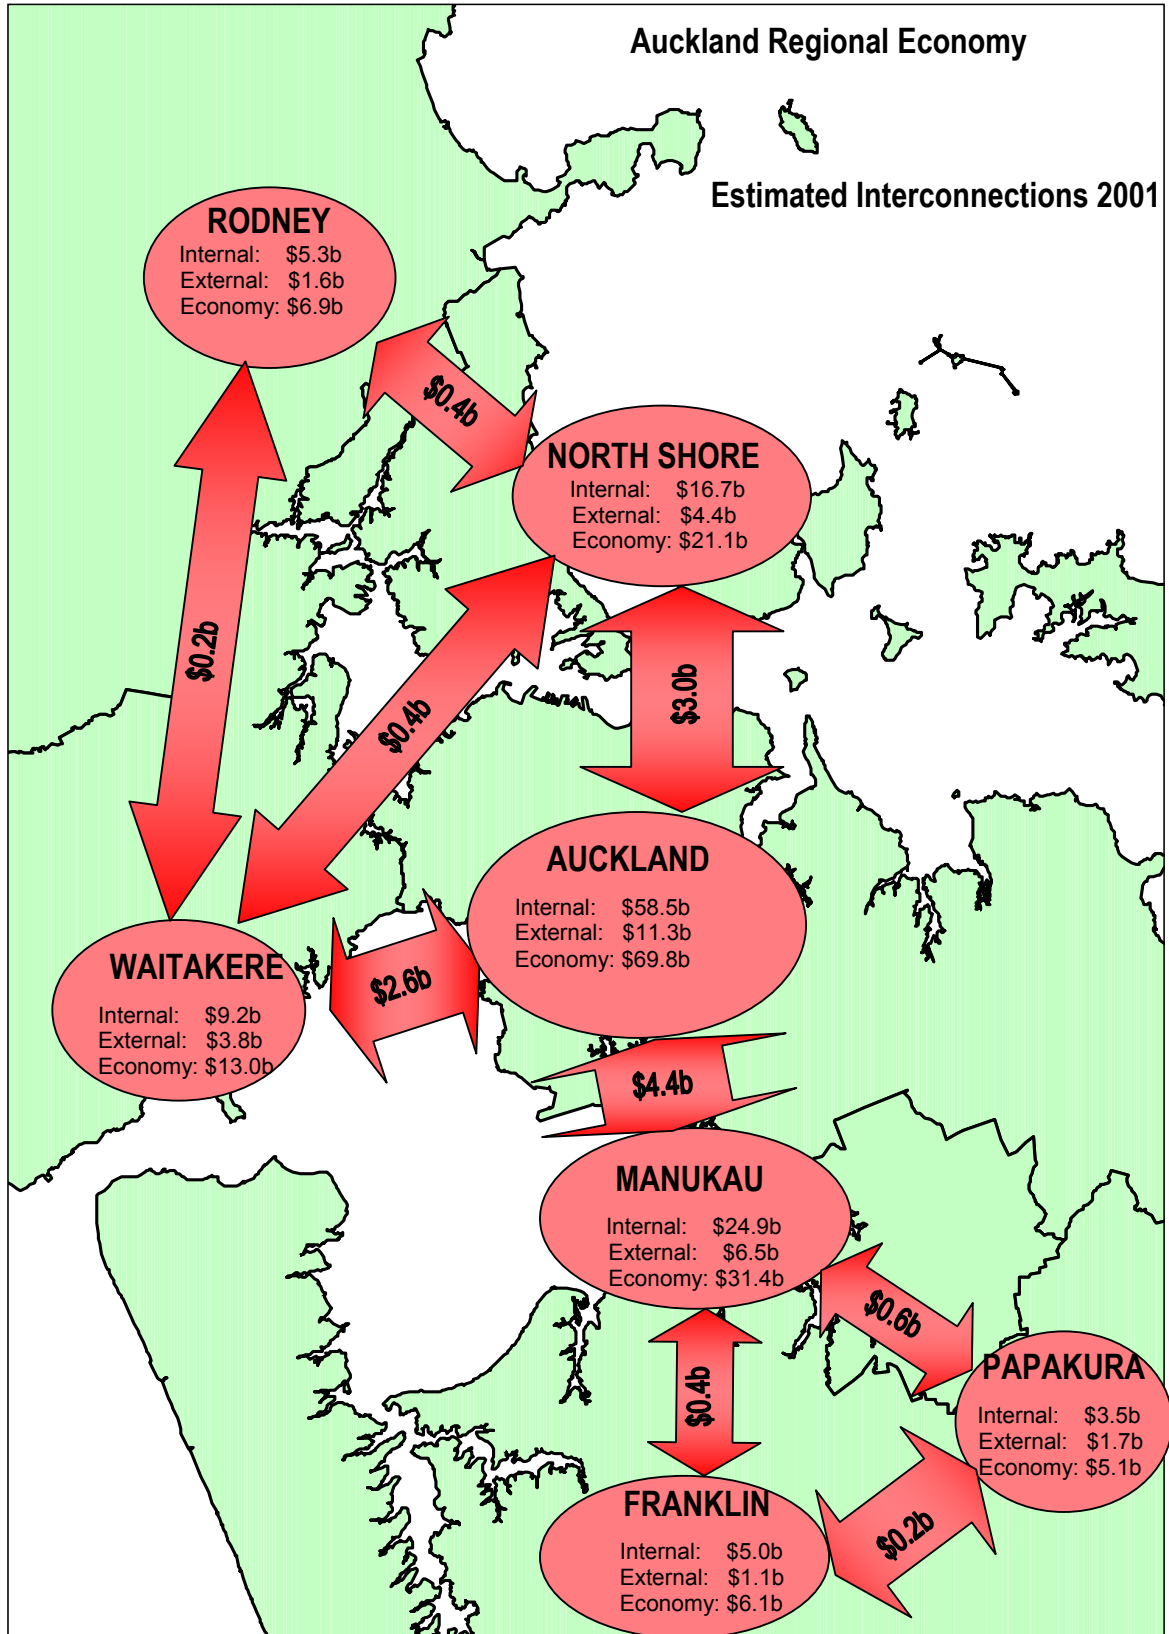 Auckland Regional Economy
Estimated Interconnections 2001
RODNEY
Internal: $5.3b
External: $1.6b
Economy: $6.9b
$0.4b
NORTH SHORE
Internal: $16.7b
External: $4.4b
Economy: $21.1b
$0.2b
$0.4b
$3.0b
AUCKLAND
Internal: $58.5b
External: $11.3b
Economy: $69.8b
WAITAKERE
Internal: $9.2b
External: $3.8b
Economy: $13.0b
$2.6b
$4.4b
MANUKAU
Internal: $24.9b
External: $6.5b
Economy: $31.4b
$0.6b
$0.4b
PAPAKURA
Internal: $3.5b
External: $1.7b
Economy: $5.1b
FRANKLIN
Internal: $5.0b
External: $1.1b
Economy: $6.1b
$0.2b